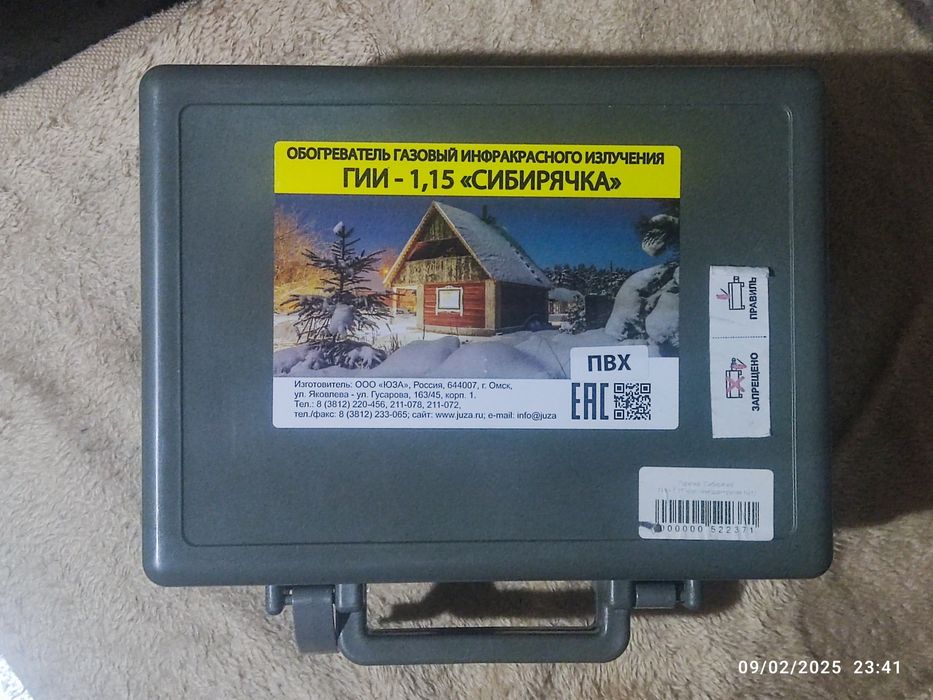 ОБОГРЕВАТЕЛЬ ГАЗОВЫЙ ИНФРАКРАСНОГО ИЗЛУЧЕНИЯ
ГИИ - 1,15 «СИБИРЯЧКА»
ПВХ
Изготовитель: ООО «ЮЗА», Россия, 644007, г. Омск,
ул. Яковлева - ул. Гусарова, 163/45, корп. 1.
Тел.: 8 (3812) 220-456, 211-078, 211-072,
тел./факс: 8 (3812) 233-065; сайт: www.juza.ru; e-mail: info@juza
EAC
ПРАВИЛЬ
ЗАПРЕЩЕНО
000000 522371
09/02/2025 23:41